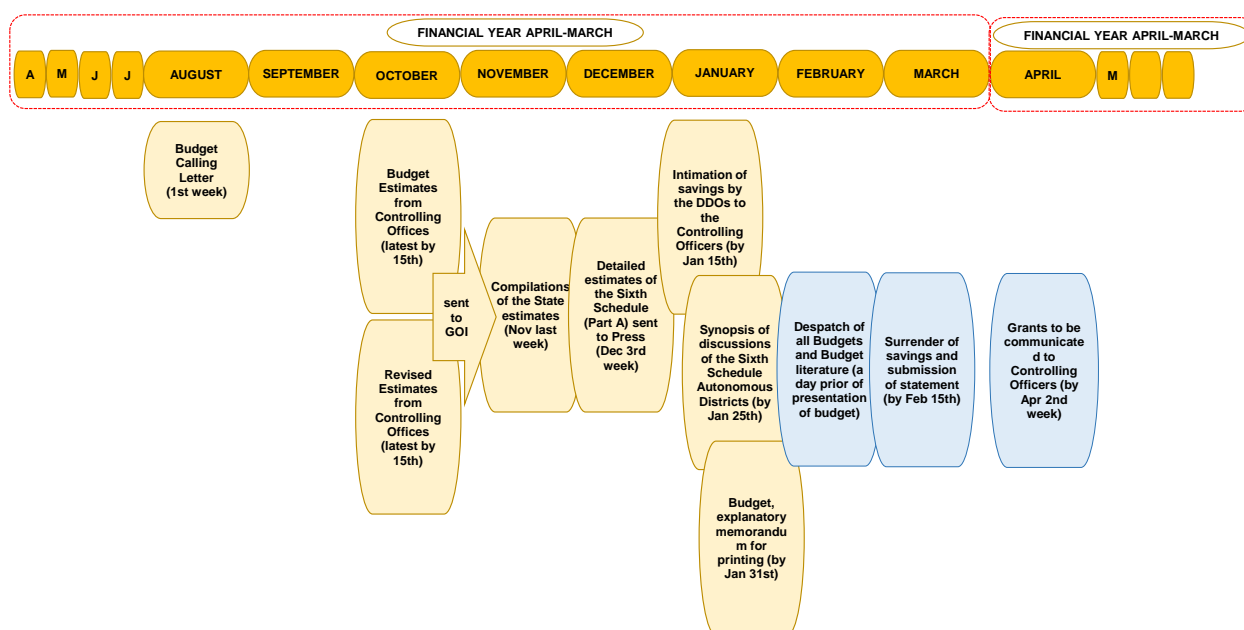 FINANCIAL YEAR APRIL-MARCH
FINANCIAL YEAR APRIL-MARCH
A
M
J
J
AUGUST
SEPTEMBER
OCTOBER
NOVEMBER
DECEMBER
JANUARY
FEBRUARY
MARCH
APRIL
M
Budget
Calling
Letter
(1st week)
Budget
Estimates
from
Controlling
Offices
(latest by
15th)
Revised
Estimates
from
Controlling
Offices
(latest by
15th)
sent
to
GOI
Compilations
of the State
estimates
(Nov last
week)
Detailed
estimates of
the Sixth
Schedule
(Part A) sent
to Press
(Dec 3rd
week)
Intimation of
savings by
the DDOs to
the
Controlling
Officers (by
Jan 15th)
Synopsis of
discussions
of the Sixth
Schedule
Autonomous
Districts (by
Jan 25th)
Budget,
explanatory
memorandu
m for
printing (by
Jan 31st)
Despatch of
all Budgets
and Budget
literature (a
day prior of
presentation
of budget)
Surrender of
savings and
submission
of statement
(by Feb 15th)
Grants to be
communicate
d to
Controlling
Officers (by
Apr 2nd
week)